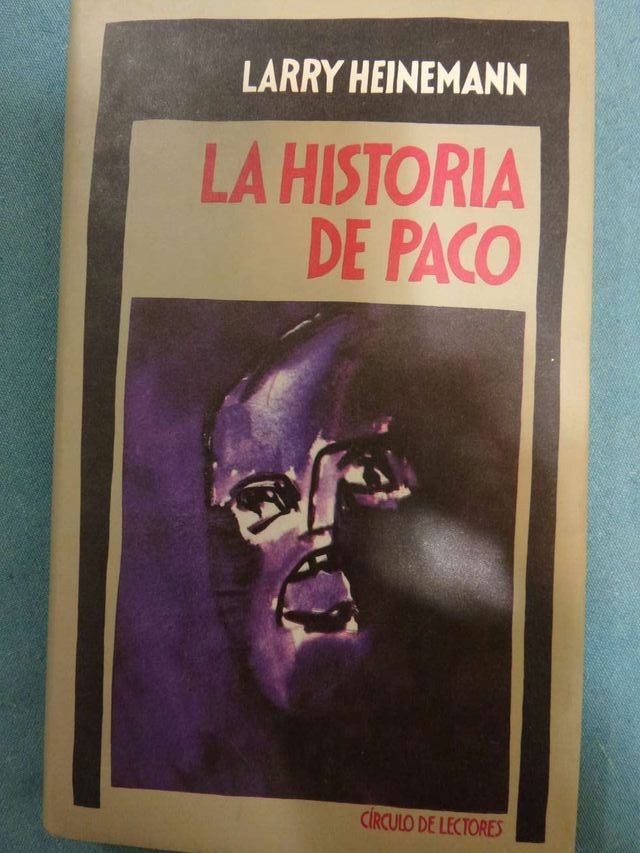 LARRY HEINEMANN
LA HISTORIA
DE PACO
CÍRCULO DE LECTORES